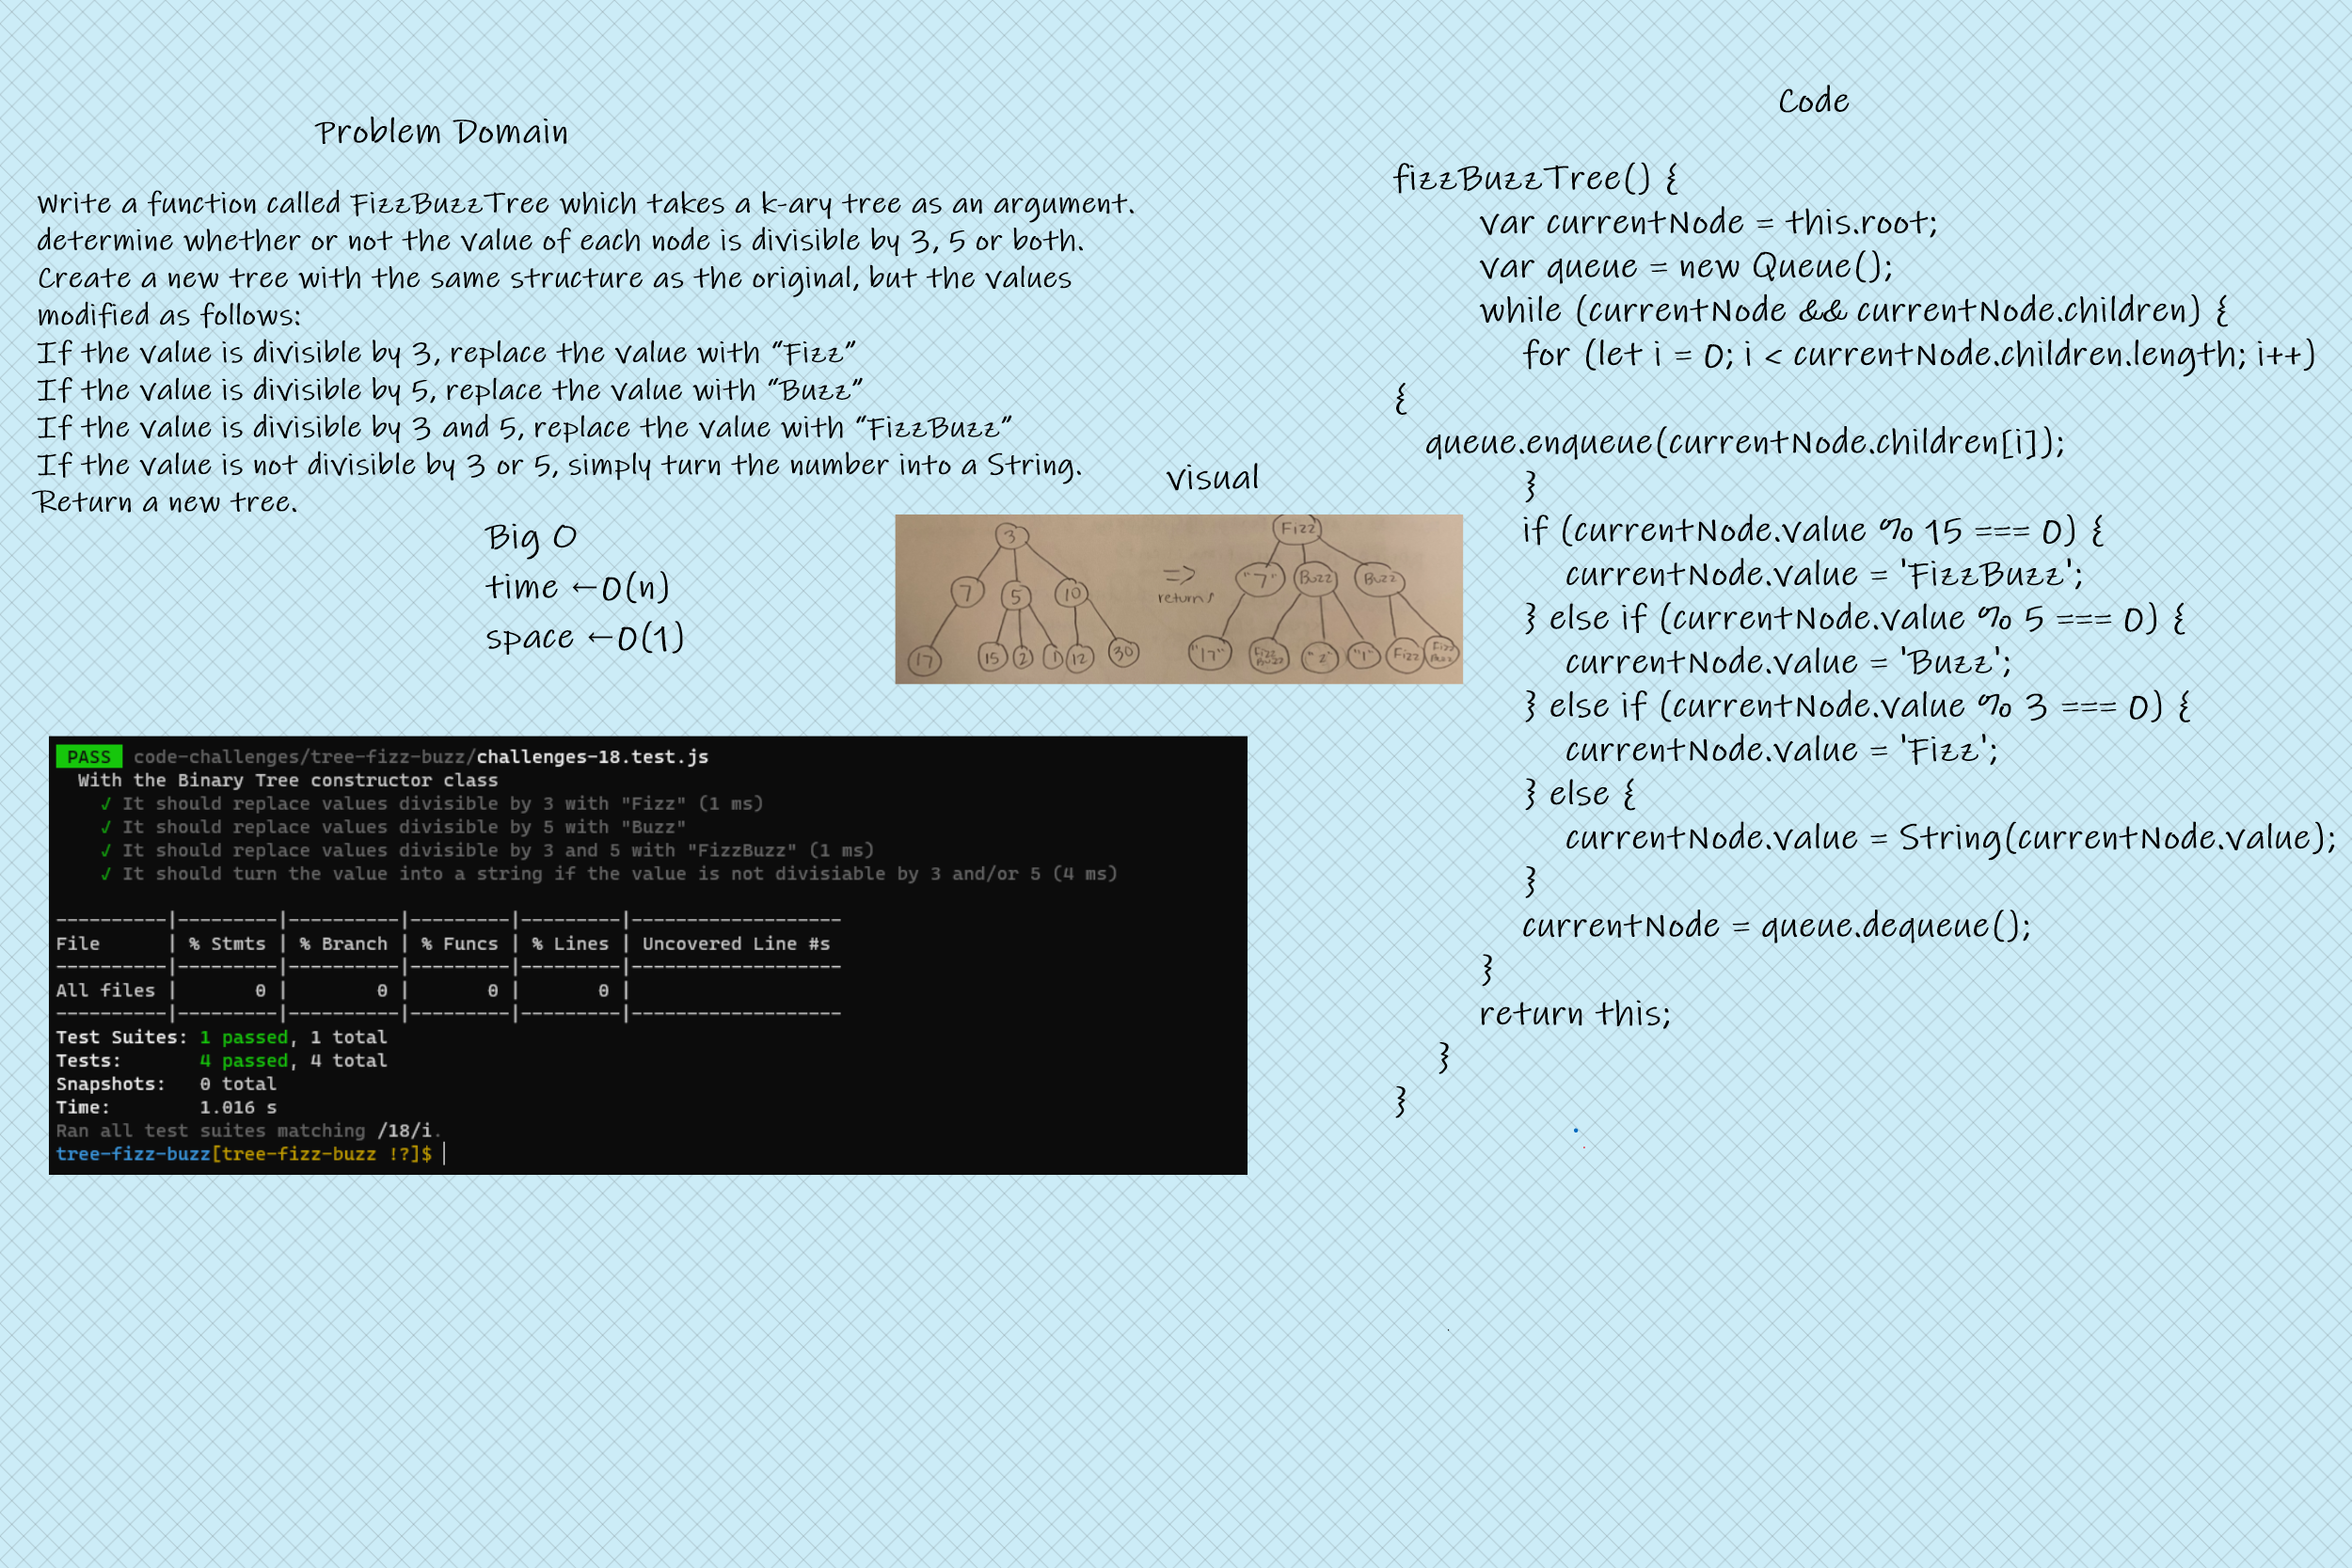 Problem Domain
Write a function called FizzBuzzTree which takes a k-ary tree as an argument.
determine whether or not the value of each node is divisible by 3, 5 or both.
Create a new tree with the same structure as the original, but the values
modified as follows:
If the value is divisible by 3, replace the value with “Fizz”
If the value is divisible by 5, replace the value with “Buzz”
If the value is divisible by 3 and 5, replace the value with “FizzBuzz”
If the value is not divisible by 3 or 5, simply turn the number into a String.
Return a new tree.
Big O
time ←O(n)
space ←O(1)
visual
3 => Fizz
7 5 10 returns "7" Buzz Buzz
17 15 2 1 12 30 "17" Fizz Buzz "2" "1" Fizz Fizz Buzz
PASS code-challenges/tree-fizz-buzz/challenges-18.test.js
With the Binary Tree constructor class
√ It should replace values divisible by 3 with "Fizz" (1 ms)
√ It should replace values divisible by 5 with "Buzz"
√ It should replace values divisible by 3 and 5 with "FizzBuzz" (1 ms)
√ It should turn the value into a string if the value is not divisiable by 3 and/or 5 (4 ms)
----------|---------|----------|---------|---------|-------------------
File      | % Stmts | % Branch | % Funcs | % Lines | Uncovered Line #s
----------|---------|----------|---------|---------|-------------------
All files |       0 |        0 |       0 |       0 |
----------|---------|----------|---------|---------|-------------------
Test Suites: 1 passed, 1 total
Tests:       4 passed, 4 total
Snapshots:   0 total
Time:        1.016 s
Ran all test suites matching /18/i.
tree-fizz-buzz[tree-fizz-buzz !?]$
Code
fizzBuzzTree() {
var currentNode = this.root;
var queue = new Queue();
while (currentNode && currentNode.children) {
for (let i = 0; i < currentNode.children.length; i++)
{
queue.enqueue(currentNode.children[i]);
}
if (currentNode.value % 15 === 0) {
currentNode.value = 'FizzBuzz';
} else if (currentNode.value % 5 === 0) {
currentNode.value = 'Buzz';
} else if (currentNode.value % 3 === 0) {
currentNode.value = 'Fizz';
} else {
currentNode.value = String(currentNode.value);
}
currentNode = queue.dequeue();
}
return this;
}
}